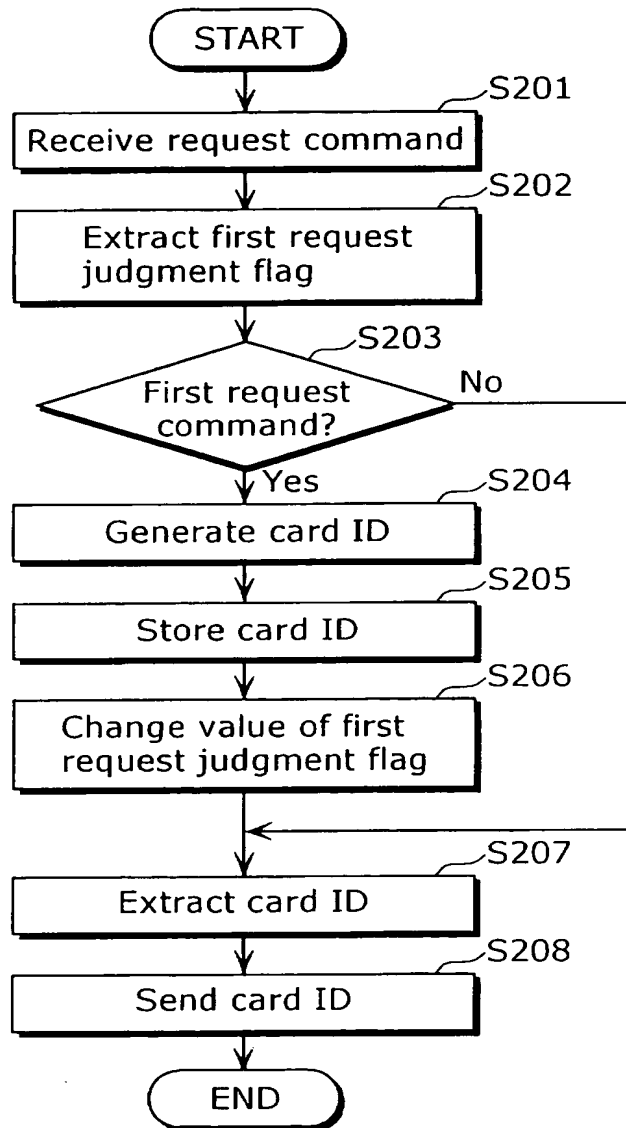 START
S201
Receive request command
S202
Extract first request
judgment flag
S203
First request
command?
No
Yes
S204
Generate card ID
S205
Store card ID
S206
Change value of first
request judgment flag
S207
Extract card ID
S208
Send card ID
END